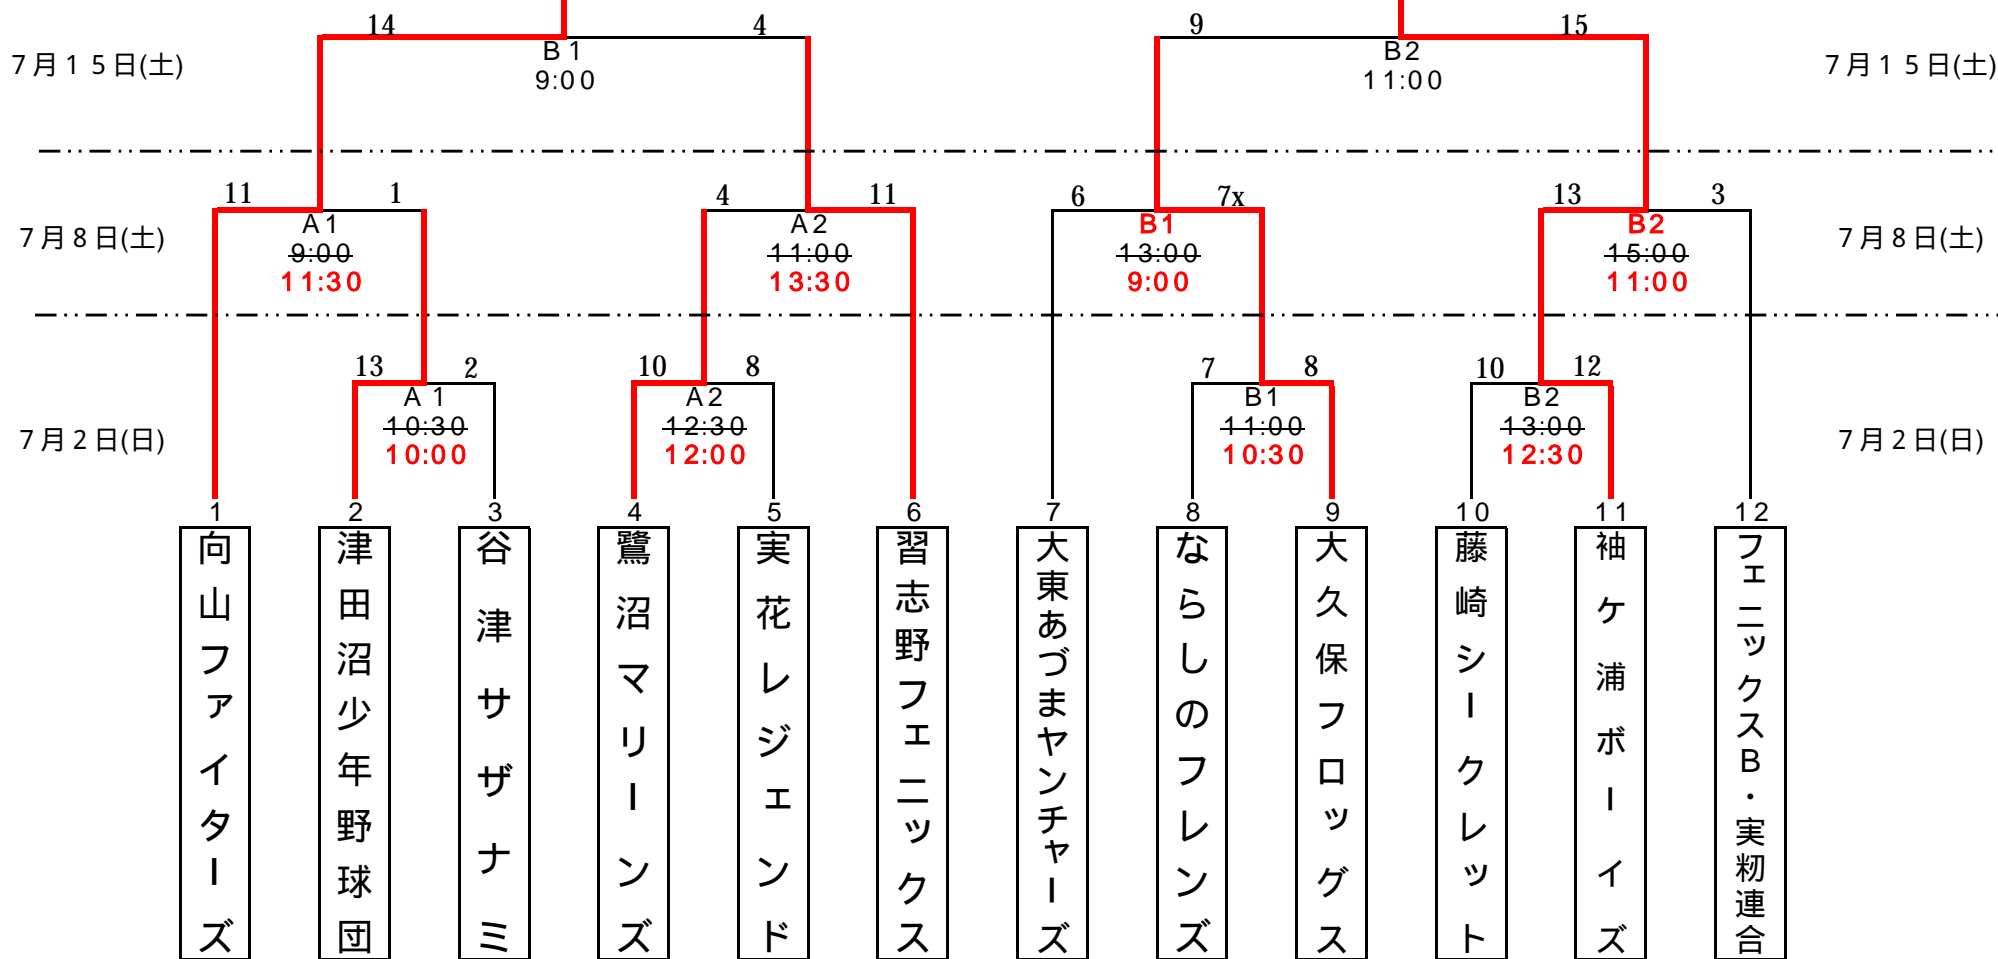 14 4 9 15
7月15日(土) B1 B2 7月15日(土)
9:00 11:00
11 1 4 11 6 7x 13 3
7月8日(土) A1 A2 B1 B2 7月8日(土)
9:00 11:00 13:00 15:00
11:30 13:30 9:00 11:00
13 2 10 8 7 8 10 12
A1 A2 B1 B2
7月2日(日) 10:30 12:30 11:00 13:00 7月2日(日)
10:00 12:00 10:30 12:30
1 2 3 4 5 6 7 8 9 10 11 12
向山ファイターズ
津田沼少年野球団
谷津サザナミ
鷺沼マリーンズ
実花レジェンド
習志野フェニックス
大東あづまヤンチャーズ
ならしのフレンズ
大久保フロッグス
藤崎シークレット
袖ケ浦ボーイズ
フェニックスB・実籾連合